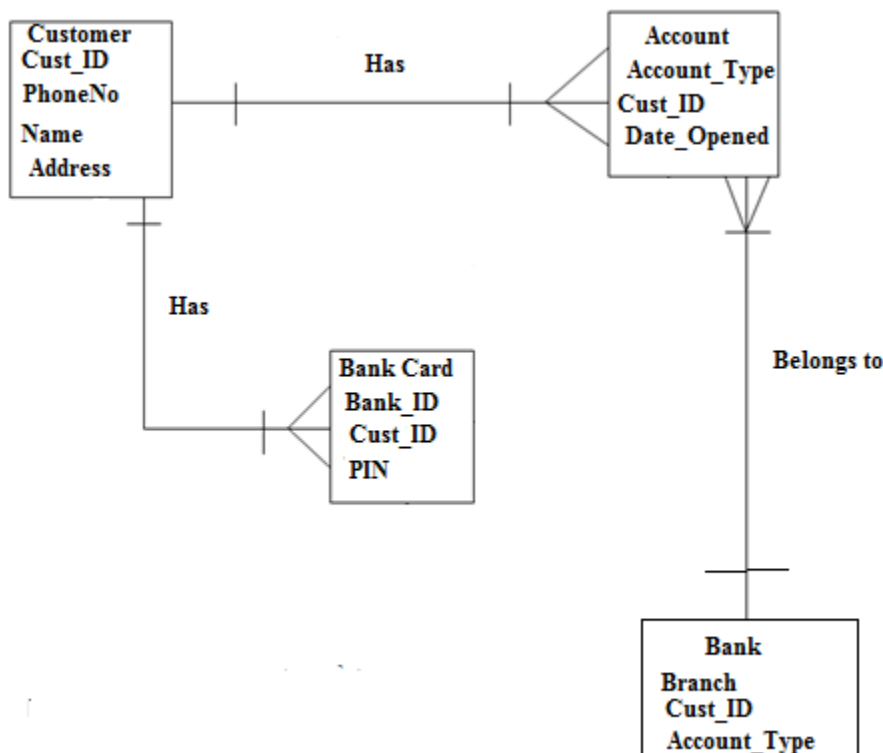 Customer
Cust_ID
PhoneNo
Name
Address
Has
Account
Account_Type
Cust_ID
Date_Opened
Has
Bank Card
Bank_ID
Cust_ID
PIN
Belongs to
Bank
Branch
Cust_ID
Account_Type